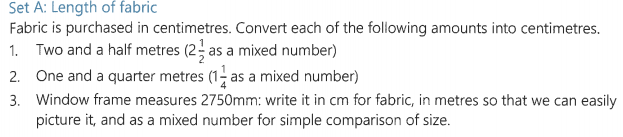 Set A: Length of fabric
Fabric is purchased in centimetres. Convert each of the following amounts into centimetres.
1. Two and a half metres (2 1/2 as a mixed number)
2. One and a quarter metres (1 1/4 as a mixed number)
3. Window frame measures 2750mm: write it in cm for fabric, in metres so that we can easily
picture it, and as a mixed number for simple comparison of size.